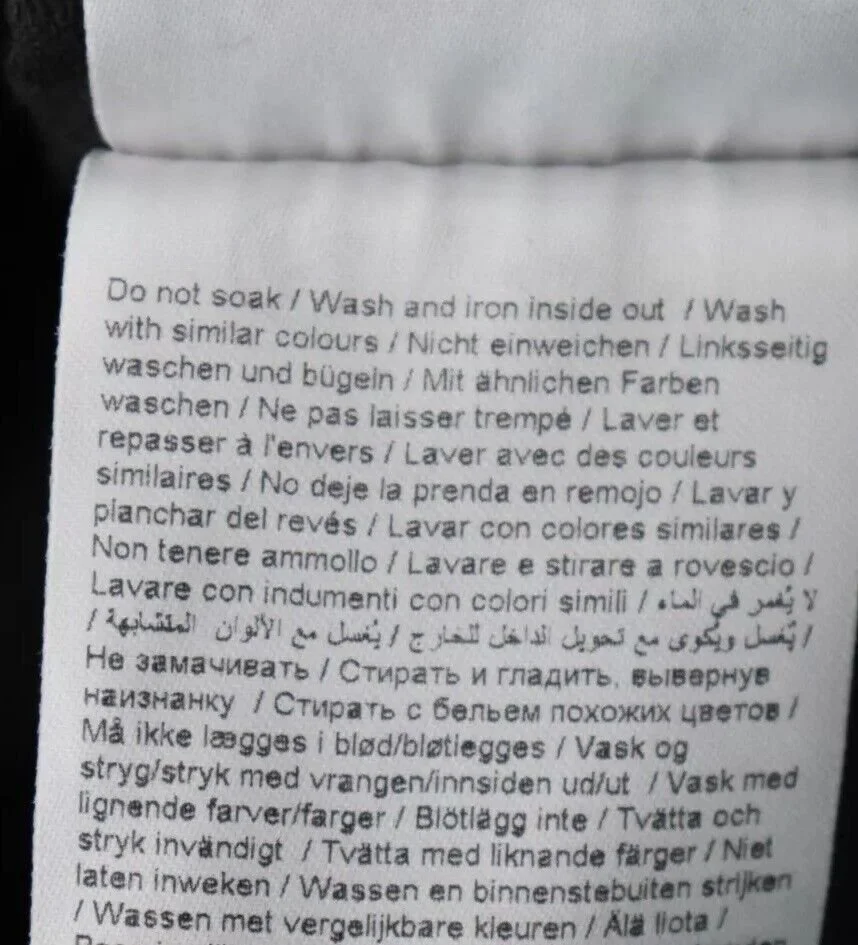 Do not soak / Wash and iron inside out / Wash
with similar colours / Nicht einweichen / Linksseitig
waschen und bügeln / Mit ähnlichen Farben
waschen / Ne pas laisser trempé / Laver et
repasser à l'envers / Laver avec des couleurs
similaires / No deje la prenda en remojo / Lavar y
planchar del revés / Lavar con colores similares /
Non tenere ammollo / Lavare e stirare a rovescio /
Lavare con indumenti con colori simili / لا يُغمر في الماء
/ يُغسل ويُكوى مع تحويل الداخل للخارج / يُغسل مع الألوان المتشابهة /
Не замачивать / Стирать и гладить, вывернув
наизнанку / Стирать с бельем похожих цветов /
Må ikke lægges i blød/bløtlegges / Vask og
stryg/stryk med vrangen/innsiden ud/ut / Vask med
lignende farver/farger / Blötlägg inte / Tvätta och
stryk invändigt / Tvätta med liknande färger / Niet
laten inweken / Wassen en binnenstebuiten strijken
/ Wassen met vergelijkbare kleuren / Älä liota /